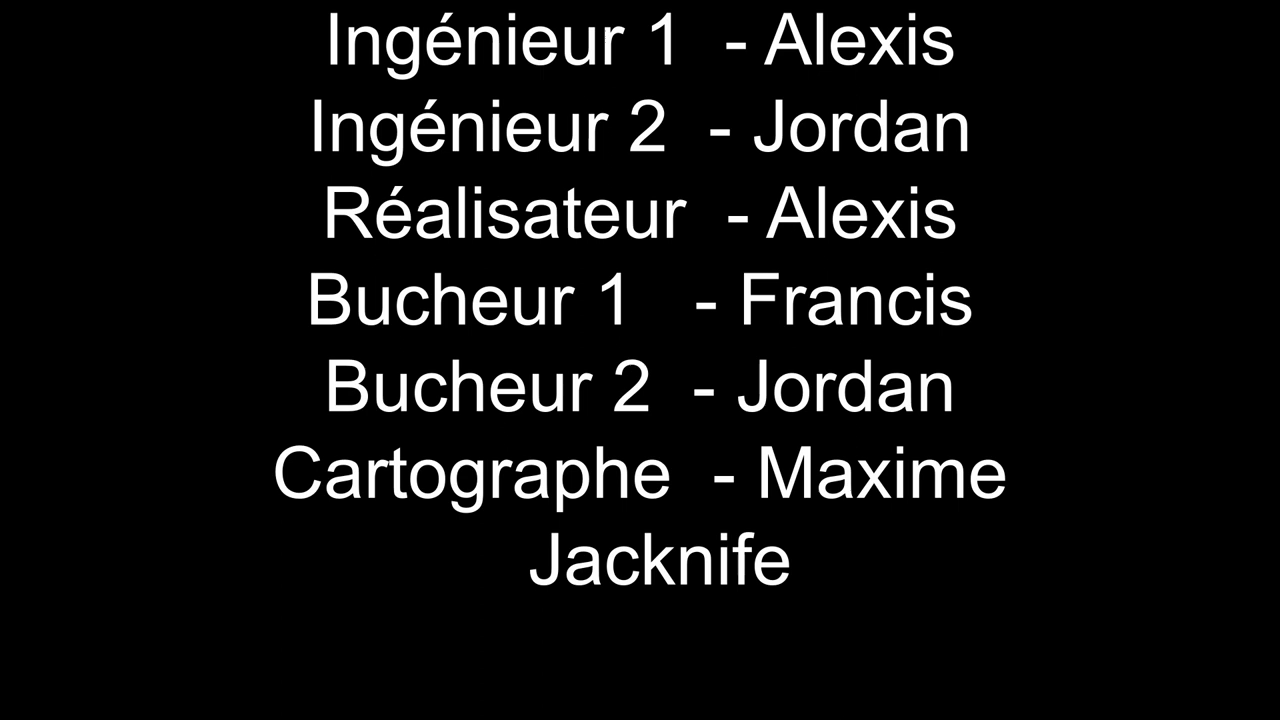 Ingénieur 1  - Alexis
Ingénieur 2  - Jordan
Réalisateur  - Alexis
Bucheur 1   - Francis
Bucheur 2  - Jordan
Cartographe  - Maxime
Jacknife